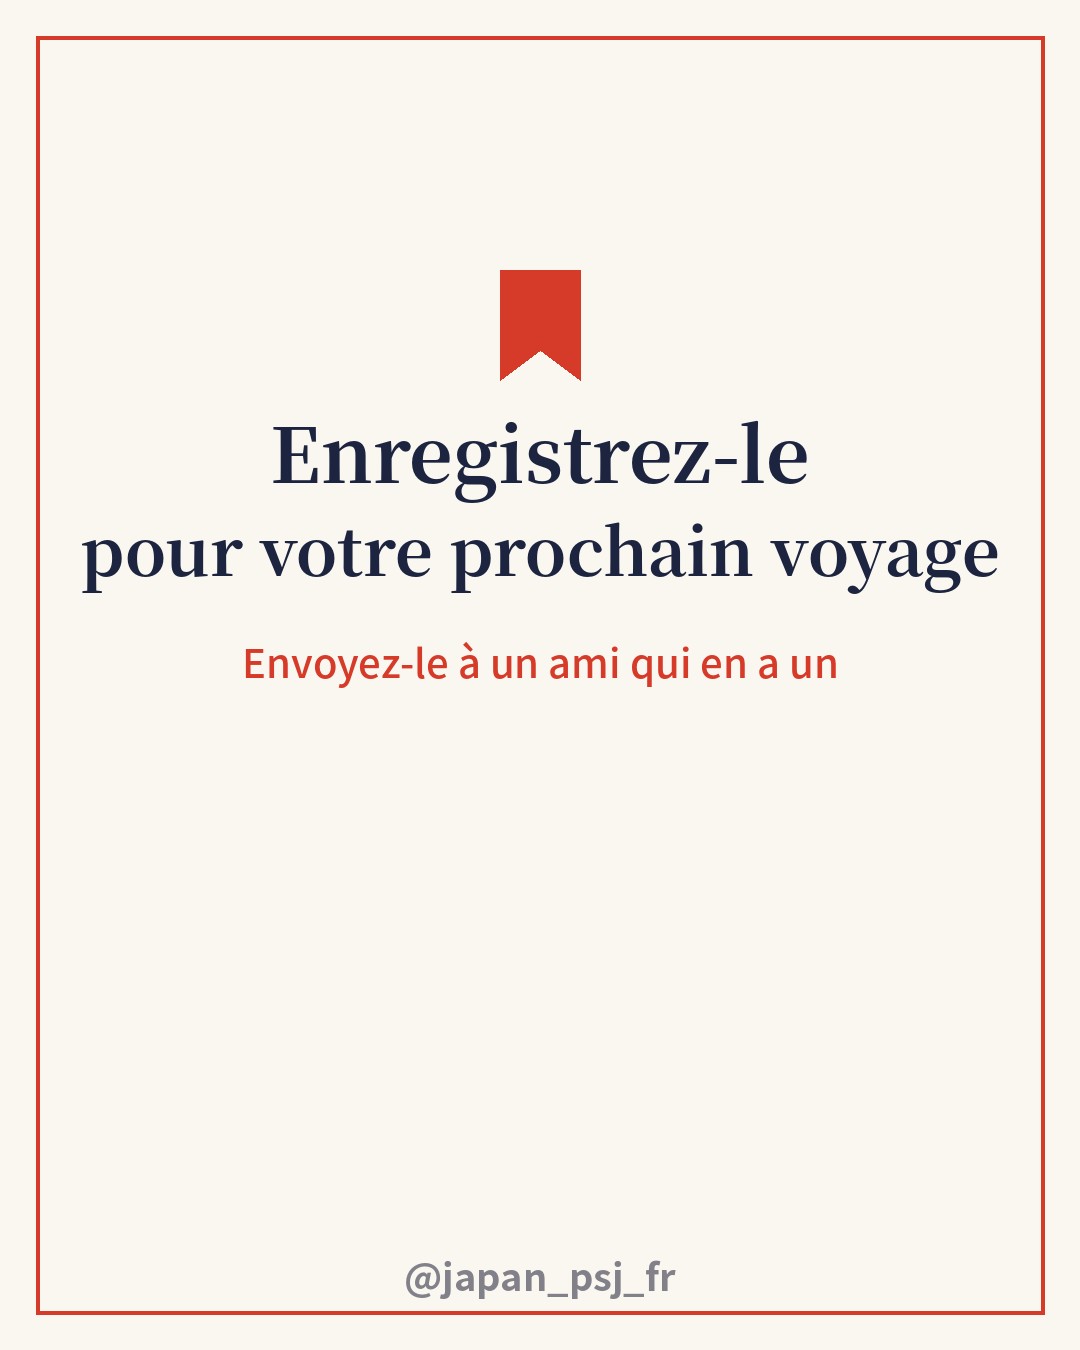 Enregistrez-le
pour votre prochain voyage
Envoyez-le à un ami qui en a un
@japan_psj_fr